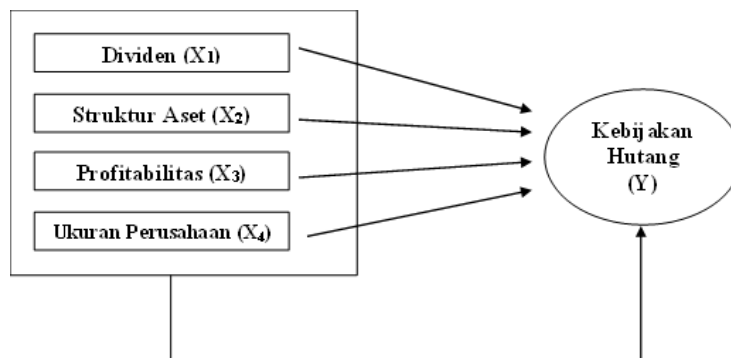 Dividen (X1)
Struktur Aset (X2)
Profitabilitas (X3)
Ukuran Perusahaan (X4)
Kebijakan
Hutang
(Y)